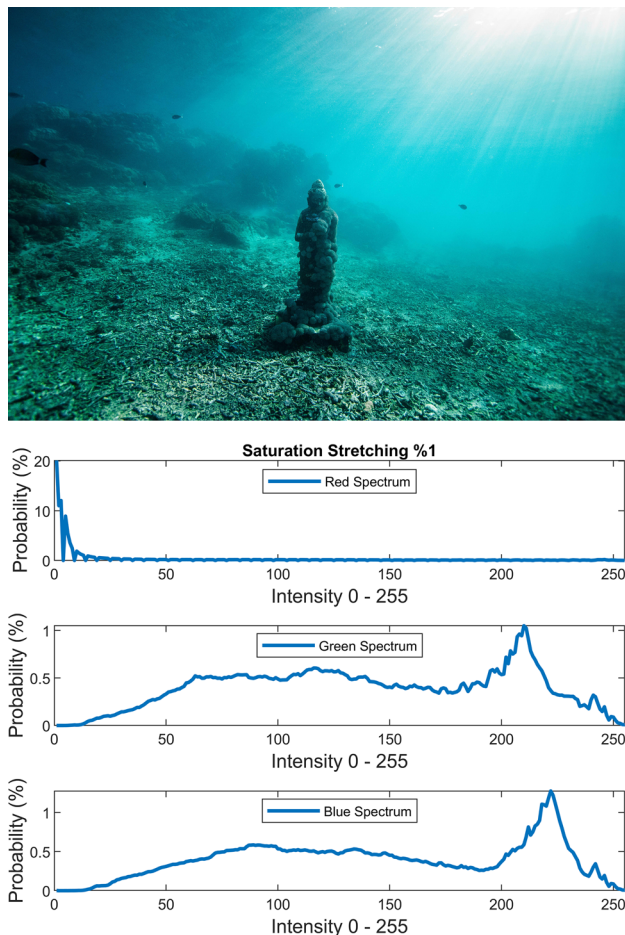 Saturation Stretching %1
Probability (%)
20
10
0
Red Spectrum
0 50 100 150 200 250
Intensity 0 - 255
Probability (%)
1
0.5
0
Green Spectrum
0 50 100 150 200 250
Intensity 0 - 255
Probability (%)
1
0.5
0
Blue Spectrum
0 50 100 150 200 250
Intensity 0 - 255